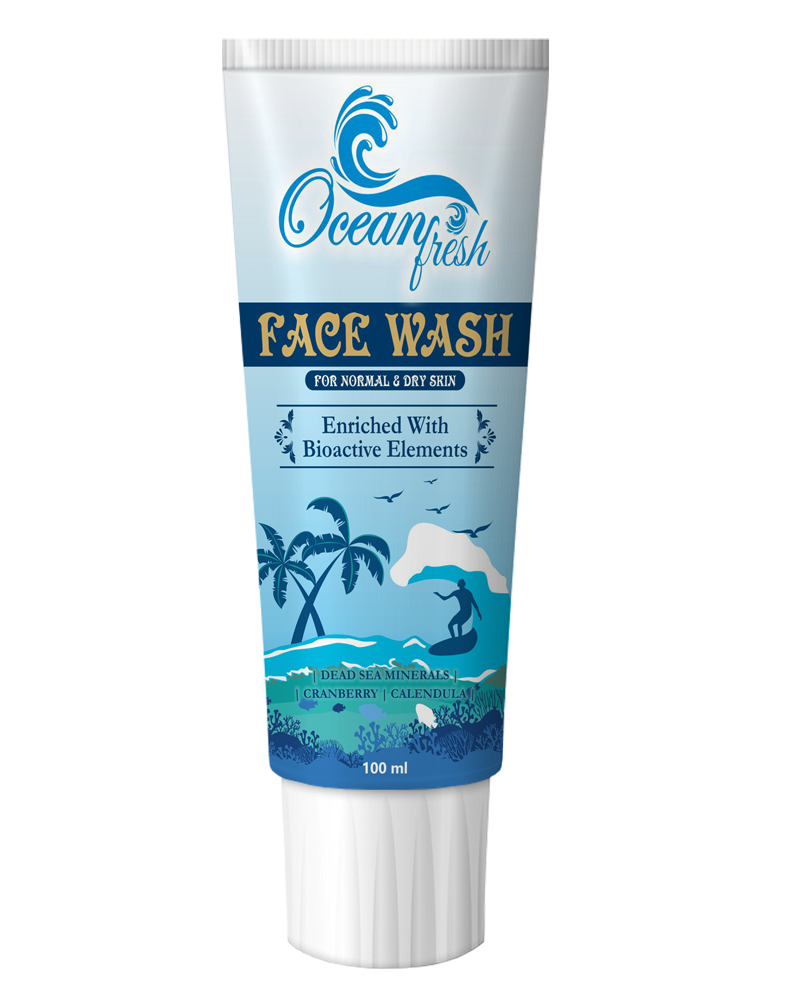 Ocean
fresh
FACE WASH
FOR NORMAL & DRY SKIN
Enriched With
Bioactive Elements
| DEAD SEA MINERALS |
| CRANBERRY | CALENDULA |
100 ml